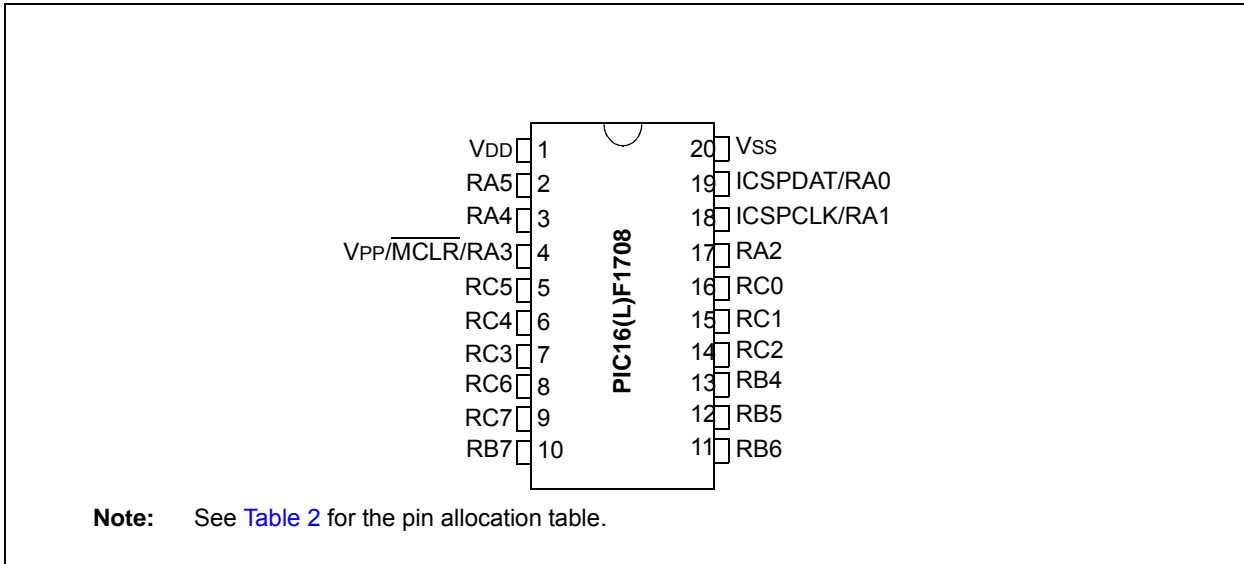 VDD 1 20 VSS
RA5 2 19 ICSPDAT/RA0
RA4 3 18 ICSPCLK/RA1
VPP/MCLR/RA3 4 17 RA2
RC5 5 16 RC0
RC4 6 15 RC1
RC3 7 14 RC2
RC6 8 13 RB4
RC7 9 12 RB5
RB7 10 11 RB6
PIC16(L)F1708
Note: See Table 2 for the pin allocation table.